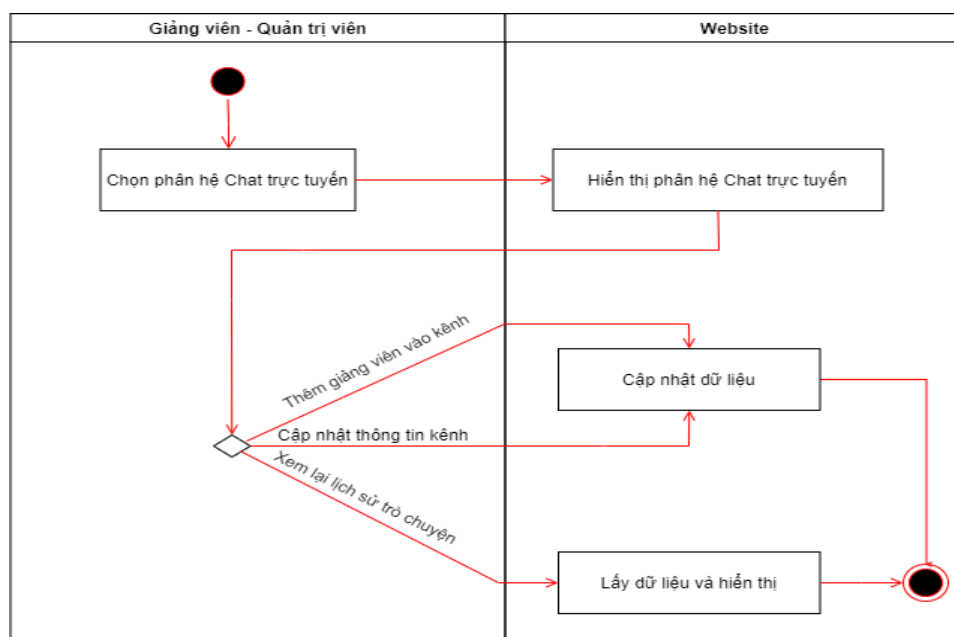 Giảng viên - Quản trị viên
Website
Chọn phân hệ Chat trực tuyến
Hiển thị phân hệ Chat trực tuyến
Thêm giảng viên vào kênh
Cập nhật dữ liệu
Cập nhật thông tin kênh
Xem lại lịch sử trò chuyện
Lấy dữ liệu và hiển thị